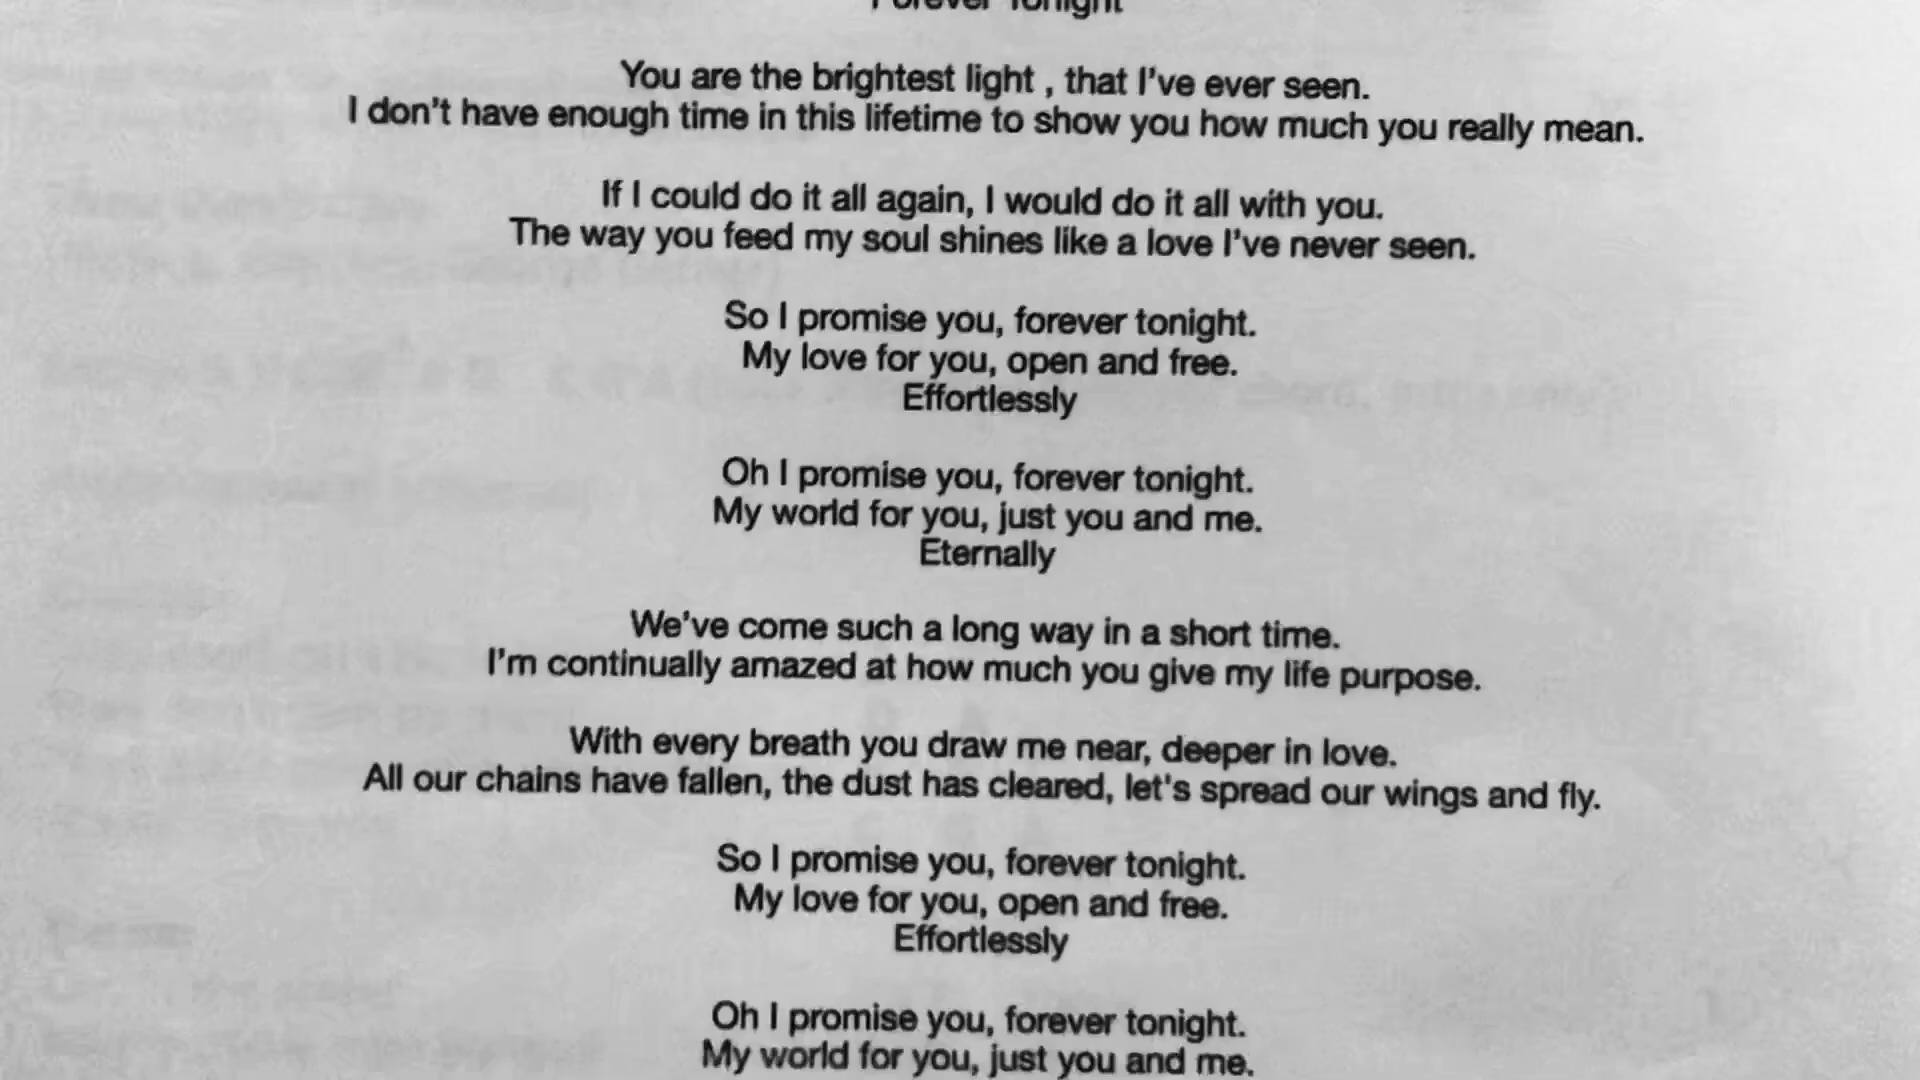 Forever Tonight
You are the brightest light , that I've ever seen.
I don't have enough time in this lifetime to show you how much you really mean.
If I could do it all again, I would do it all with you.
The way you feed my soul shines like a love I've never seen.
So I promise you, forever tonight.
My love for you, open and free.
Effortlessly
Oh I promise you, forever tonight.
My world for you, just you and me.
Eternally
We've come such a long way in a short time.
I'm continually amazed at how much you give my life purpose.
With every breath you draw me near, deeper in love.
All our chains have fallen, the dust has cleared, let's spread our wings and fly.
So I promise you, forever tonight.
My love for you, open and free.
Effortlessly
Oh I promise you, forever tonight.
My world for you, just you and me.